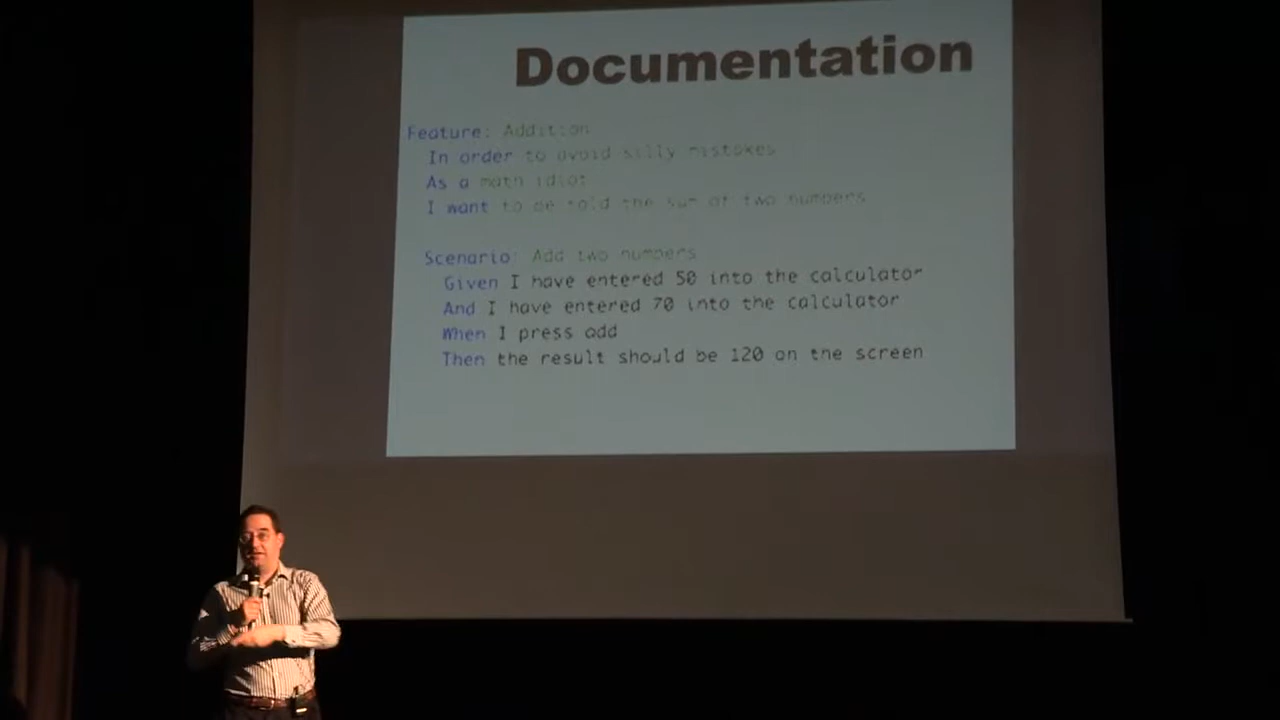 Documentation
Feature: Addition
In order to avoid silly mistakes
As a math idiot
I want to be told the sum of two numbers
Scenario: Add two numbers
Given I have entered 50 into the calculator
And I have entered 70 into the calculator
When I press add
Then the result should be 120 on the screen